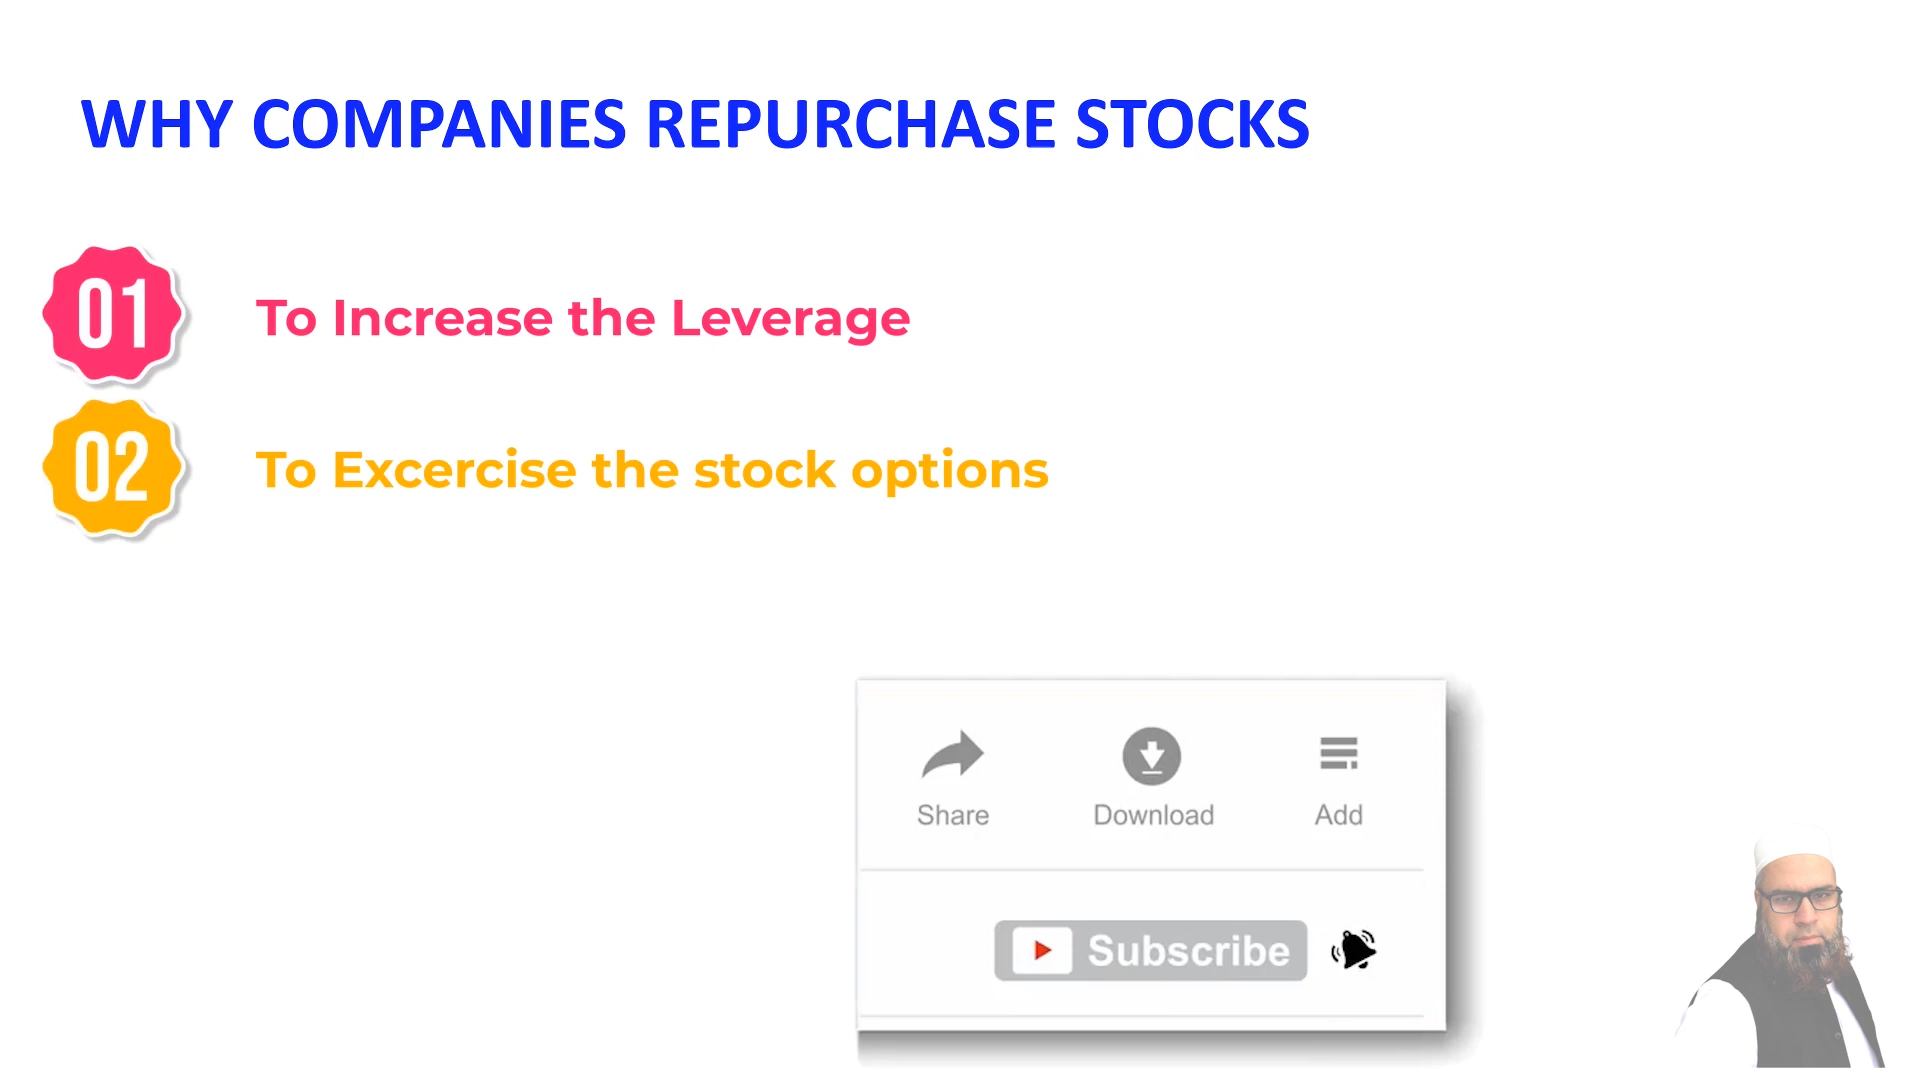 WHY COMPANIES REPURCHASE STOCKS
01 To Increase the Leverage
02 To Excercise the stock options
Share Download Add
Subscribe